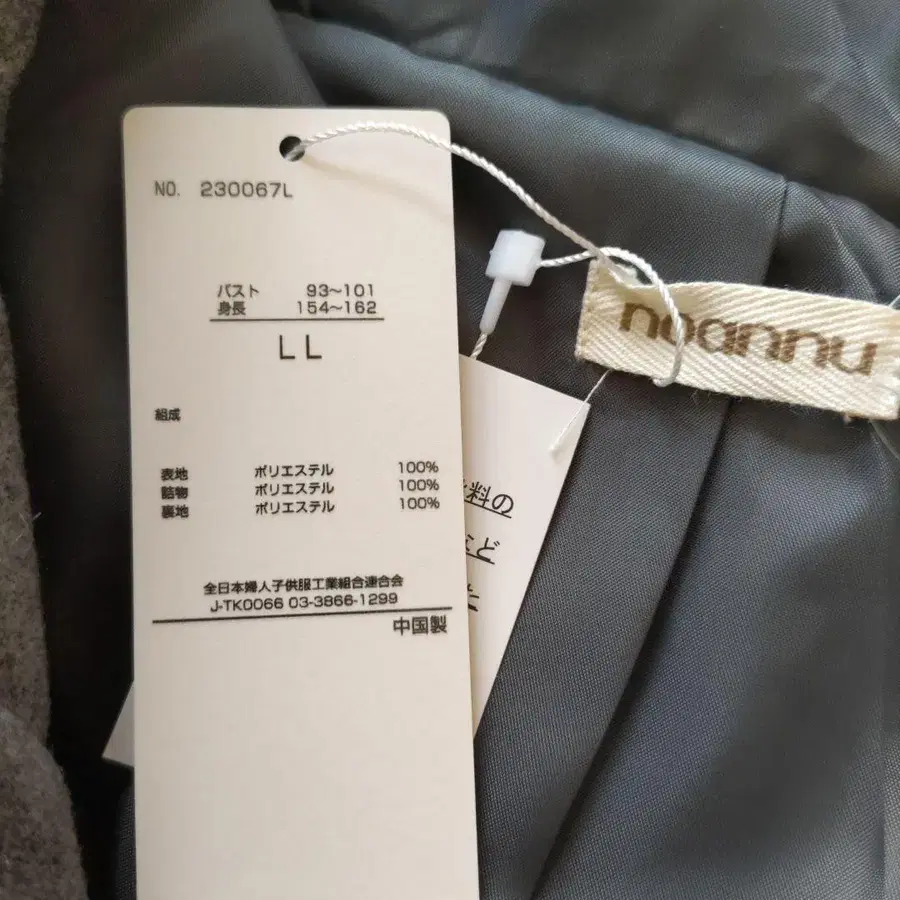 NO. 230067L
バスト 93～101
身長 154～162
LL
組成
表地 ポリエステル 100%
詰物 ポリエステル 100%
裏地 ポリエステル 100%
全日本婦人子供服工業組合連合会
J-TK0066 03-3866-1299
中国製
noannu
料の
ど